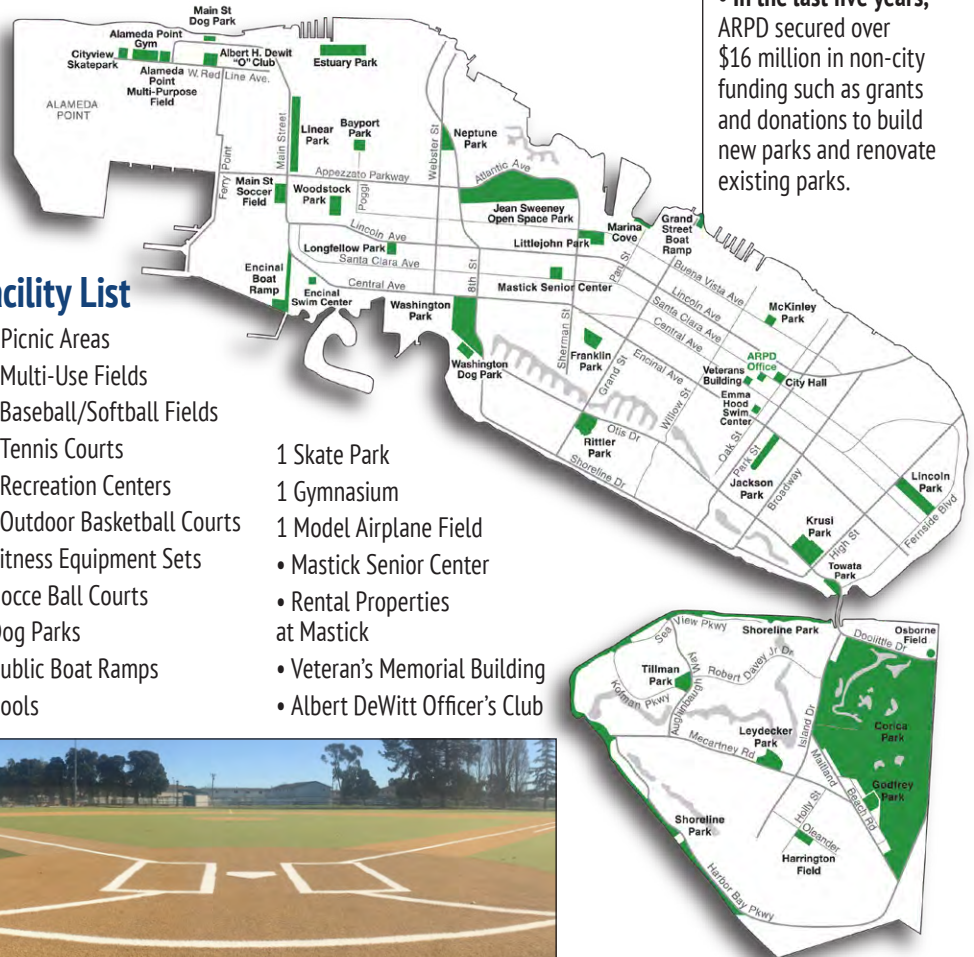 • In the last five years,
ARPD secured over
$16 million in non-city
funding such as grants
and donations to build
new parks and renovate
existing parks.
Main St
Dog Park
Alameda Point
Gym
Cityview
Skatepark
Alameda
Point
Multi-Purpose
Field
Albert H. Dewit
"O" Club
W. Red Line Ave.
Estuary Park
ALAMEDA
POINT
Ferry Point
Main Street
Linear
Park
Bayport
Park
Webster St
Neptune
Park
Appezzato Parkway
Atlantic Ave
Main St
Soccer
Field
Woodstock
Park
Poggi
Jean Sweeney
Open Space Park
Lincoln Ave
Longfellow Park
Santa Clara Ave
Littlejohn Park
Marina
Cove
Grand
Street
Boat
Ramp
Encinal
Boat
Ramp
Encinal
Swim Center
Central Ave
8th St
Mastick Senior Center
Paru St
Buena Vista Ave
Lincoln Ave
Santa Clara Ave
Central Ave
McKinley
Park
Washington
Park
Washington
Dog Park
Sherman St
Franklin
Park
Grand St
Encinal Ave
Willow St
ARPD
Office
Veterans
Building
City Hall
Emma
Hood
Swim
Center
Otis Dr
Rittler
Park
Shoreline Dr
Oak St
Park St
Jackson
Park
Broadway
Lincoln
Park
Krusi
Park
High St
Fernside Blvd
Towata
Park
cility List
Picnic Areas
Multi-Use Fields
Baseball/Softball Fields
Tennis Courts
Recreation Centers
Outdoor Basketball Courts
itness Equipment Sets
occe Ball Courts
Dog Parks
ublic Boat Ramps
ools
1 Skate Park
1 Gymnasium
1 Model Airplane Field
• Mastick Senior Center
• Rental Properties
at Mastick
• Veteran's Memorial Building
• Albert DeWitt Officer's Club
Sea View Pkwy
Shoreline Park
Doolittle Dr
Osborne
Field
Tillman
Park
Robert Davey Jr Dr
Kofman Pkwy
Aughinbaugh Way
Island Dr
Corica
Park
Leydecker
Park
Mecartney Rd
Maitland
Godfrey
Park
Beach Rd
Holly St
Oleander
Shoreline
Park
Harrington
Field
Harbor Bay Pkwy